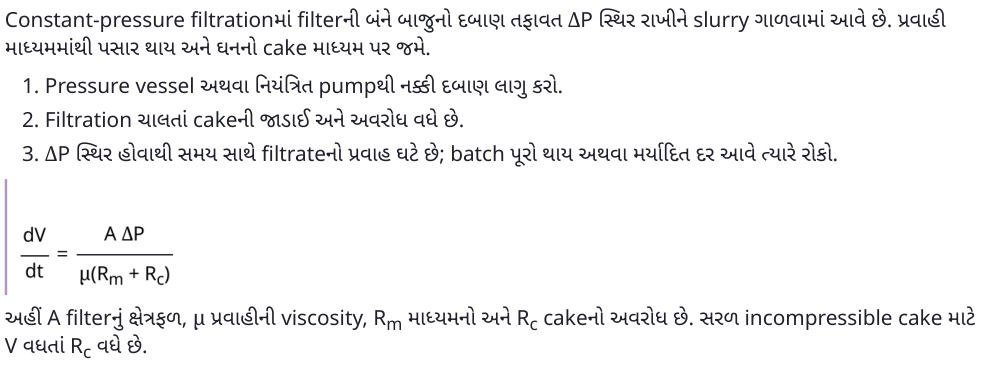 Constant-pressure filtrationમાં filterની બંને બાજુનો દબાણ તફાવત ΔP સ્થિર રાખીને slurry ગાળવામાં આવે છે. પ્રવાહી
માધ્યમમાંથી પસાર થાય અને ઘનનો cake માધ્યમ પર જમે.
1. Pressure vessel અથવા નિયંત્રિત pumpથી નક્કી દબાણ લાગુ કરો.
2. Filtration ચાલતાં cakeની જાડાઈ અને અવરોધ વધે છે.
3. ΔP સ્થિર હોવાથી સમય સાથે filtrateનો પ્રવાહ ઘટે છે; batch પૂરો થાય અથવા મર્યાદિત દર આવે ત્યારે રોકો.
dV/dt = A ΔP / μ(Rₘ + R_c)
અહીં A filterનું ક્ષેત્રફળ, μ પ્રવાહીની viscosity, Rₘ માધ્યમનો અને R_c cakeનો અવરોધ છે. સરળ incompressible cake માટે
V વધતાં R_c વધે છે.